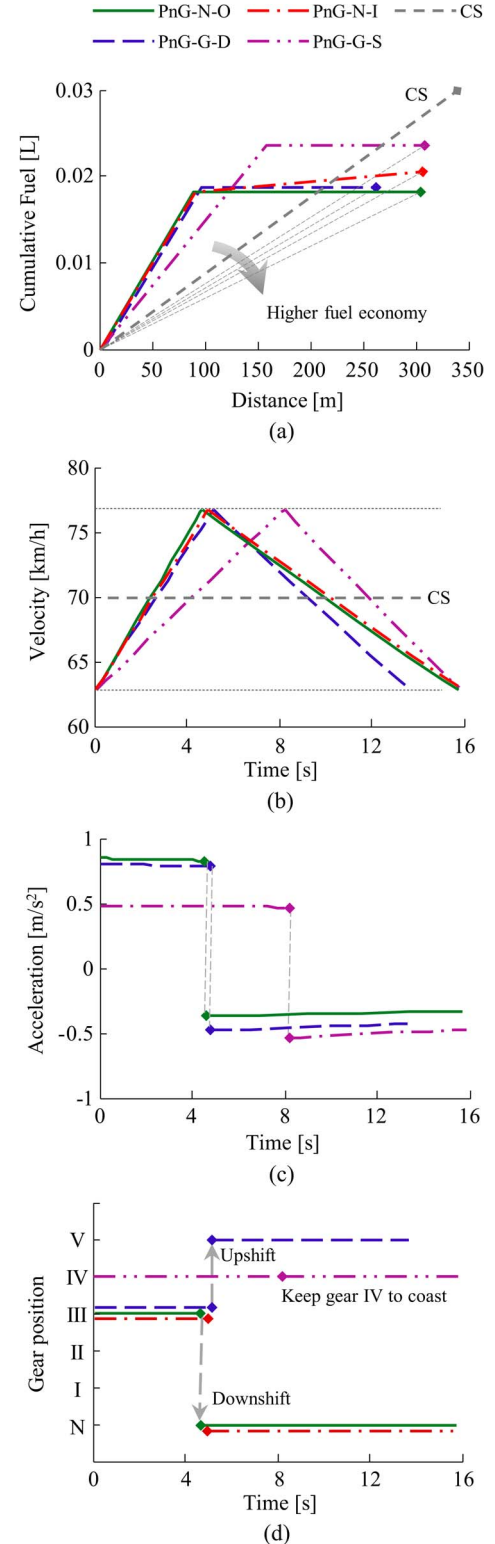 PnG-N-O PnG-N-I CS
PnG-G-D PnG-G-S
0.03
0.02
0.01
0
Cumulative Fuel [L]
CS
Higher fuel economy
0 50 100 150 200 250 300 350
Distance [m]
(a)
80
75
70
65
60
Velocity [km/h]
CS
0 4 8 12 16
Time [s]
(b)
1
0.5
0
-0.5
-1
Acceleration [m/s²]
0 4 8 12 16
Time [s]
(c)
V
IV
III
II
I
N
Gear position
Upshift
Keep gear IV to coast
Downshift
0 4 8 12 16
Time [s]
(d)